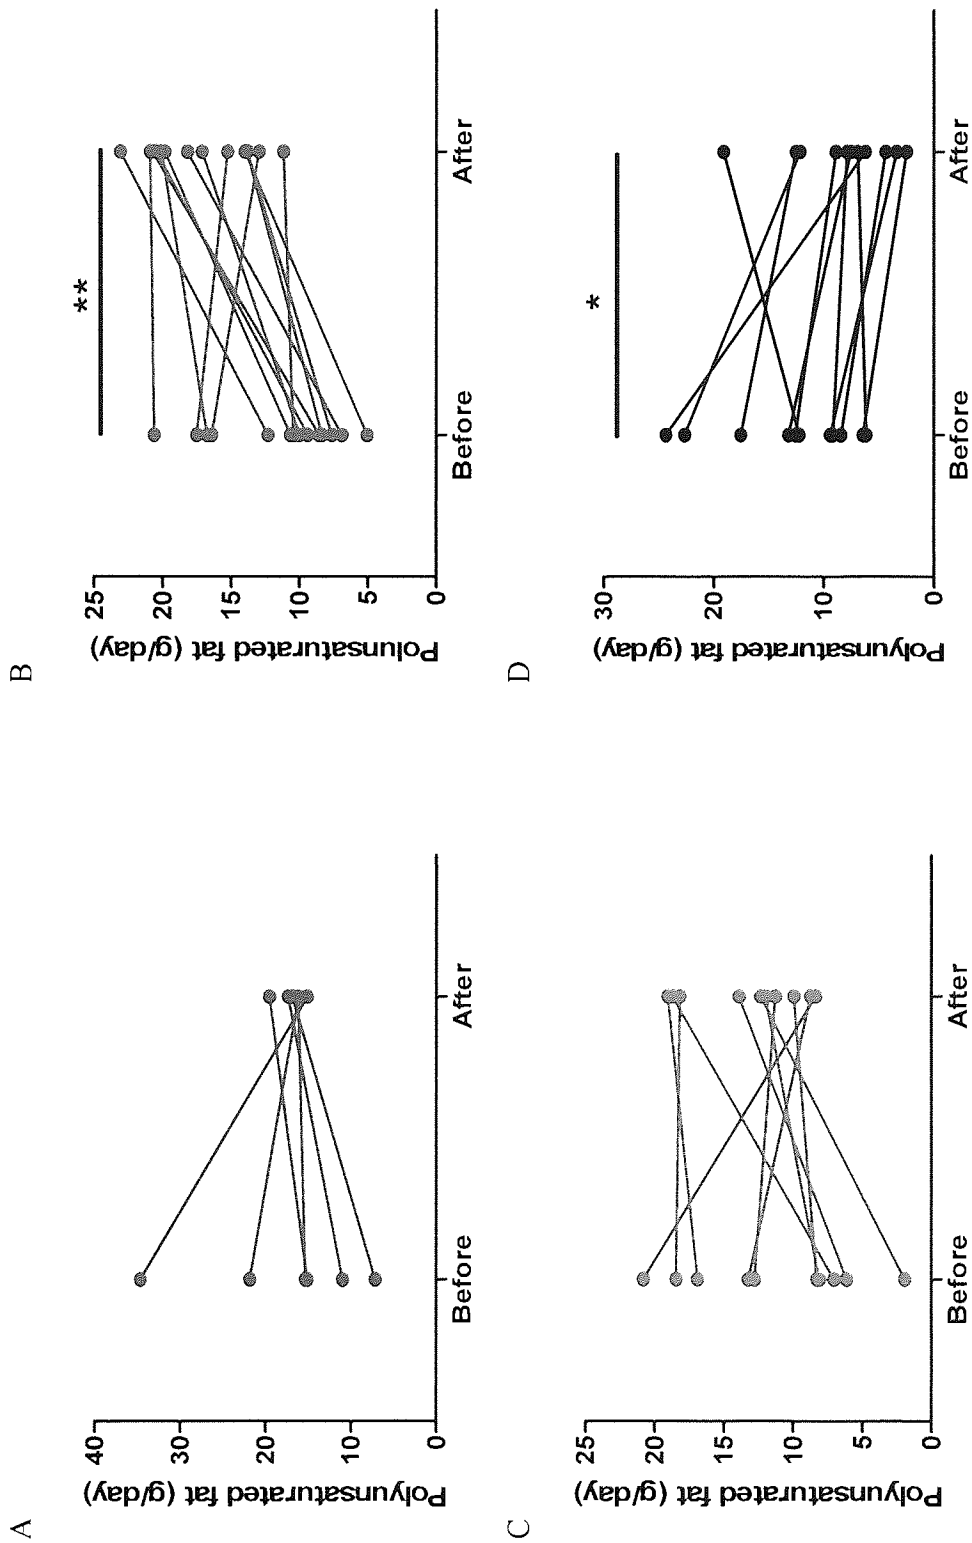 A
Polyunsaturated fat (g/day)
40
30
20
10
0
Before
After
B
Polunsaturated fat (g/day)
25
20
15
10
5
0
**
Before
After
C
Polyunsaturated fat (g/day)
25
20
15
10
5
0
Before
After
D
Polyunsaturated fat (g/day)
30
20
10
0
*
Before
After